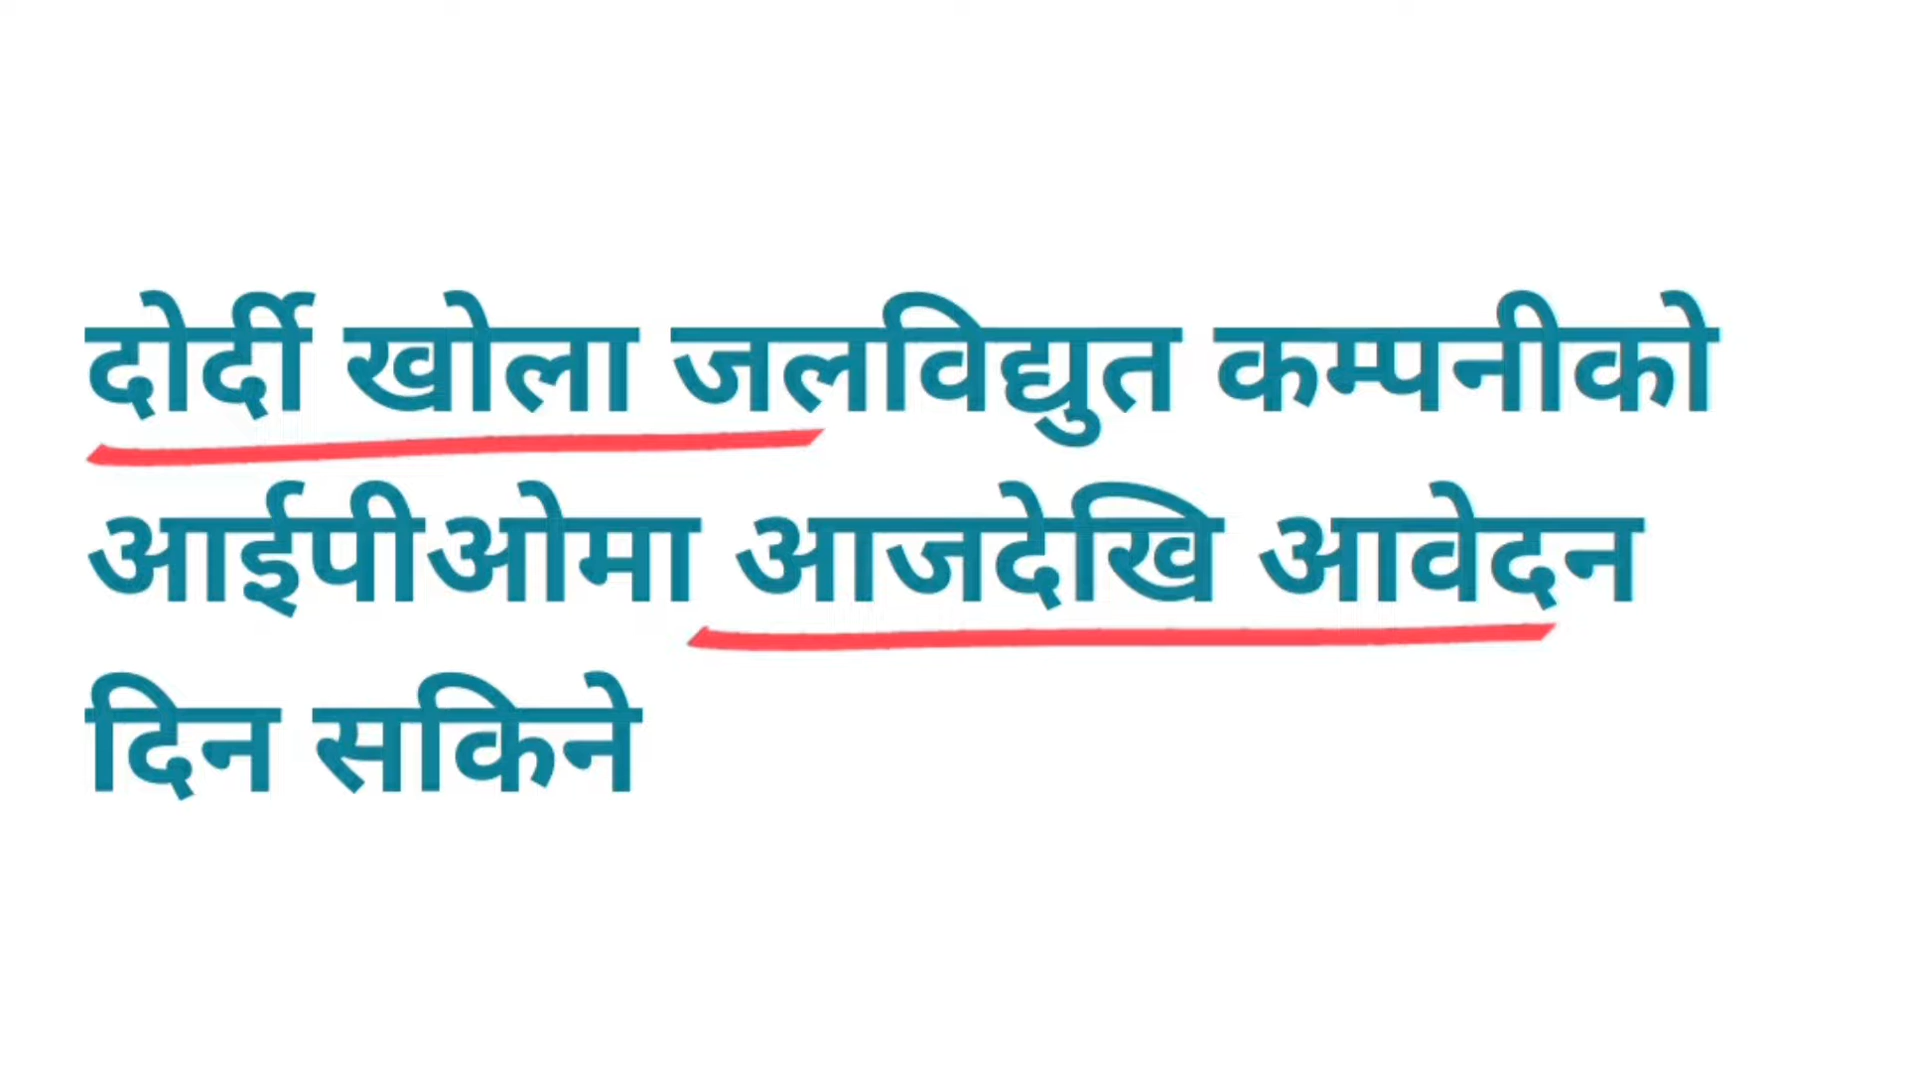 दोर्दी खोला जलविद्युत कम्पनीको
आईपीओमा आजदेखि आवेदन
दिन सकिने